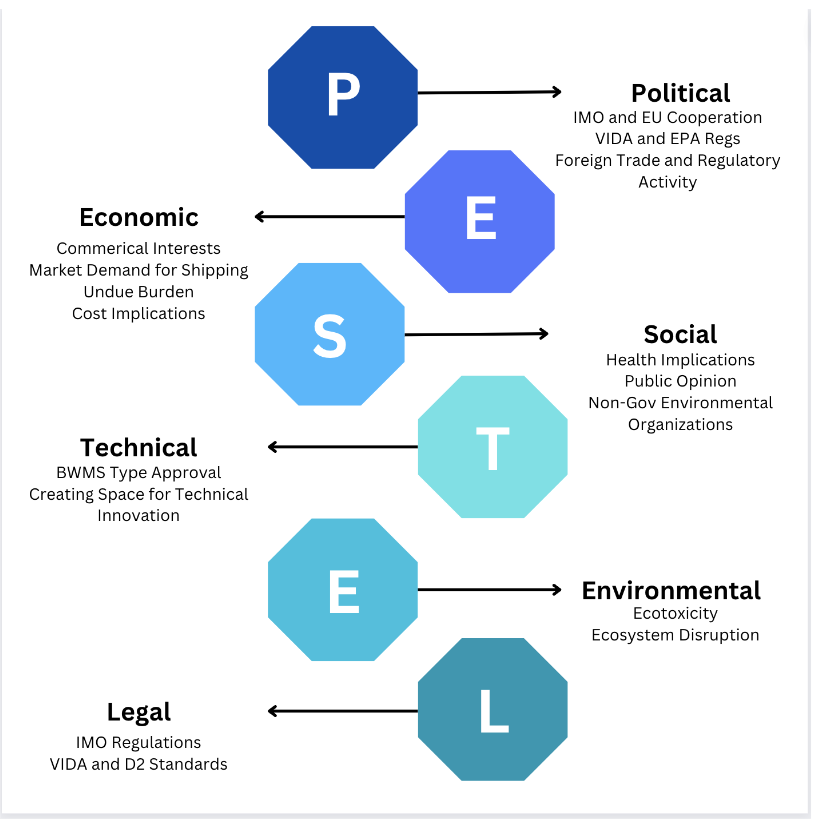 P
Political
IMO and EU Cooperation
VIDA and EPA Regs
Foreign Trade and Regulatory
Activity
E
Economic
Commerical Interests
Market Demand for Shipping
Undue Burden
Cost Implications
S
Social
Health Implications
Public Opinion
Non-Gov Environmental
Organizations
T
Technical
BWMS Type Approval
Creating Space for Technical
Innovation
E
Environmental
Ecotoxicity
Ecosystem Disruption
L
Legal
IMO Regulations
VIDA and D2 Standards